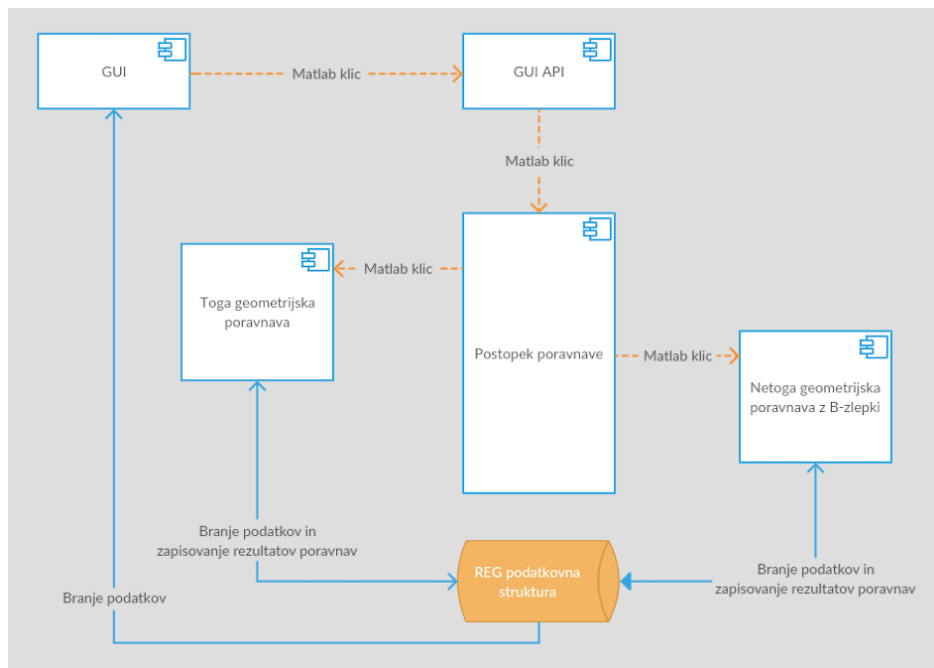 GUI
Matlab klic
GUI API
Matlab klic
Toga geometrijska
poravnava
Matlab klic
Postopek poravnave
Matlab klic
Netoga geometrijska
poravnava z B-zlepki
Branje podatkov in
zapisovanje rezultatov poravnav
REG podatkovna
struktura
Branje podatkov in
zapisovanje rezultatov poravnav
Branje podatkov